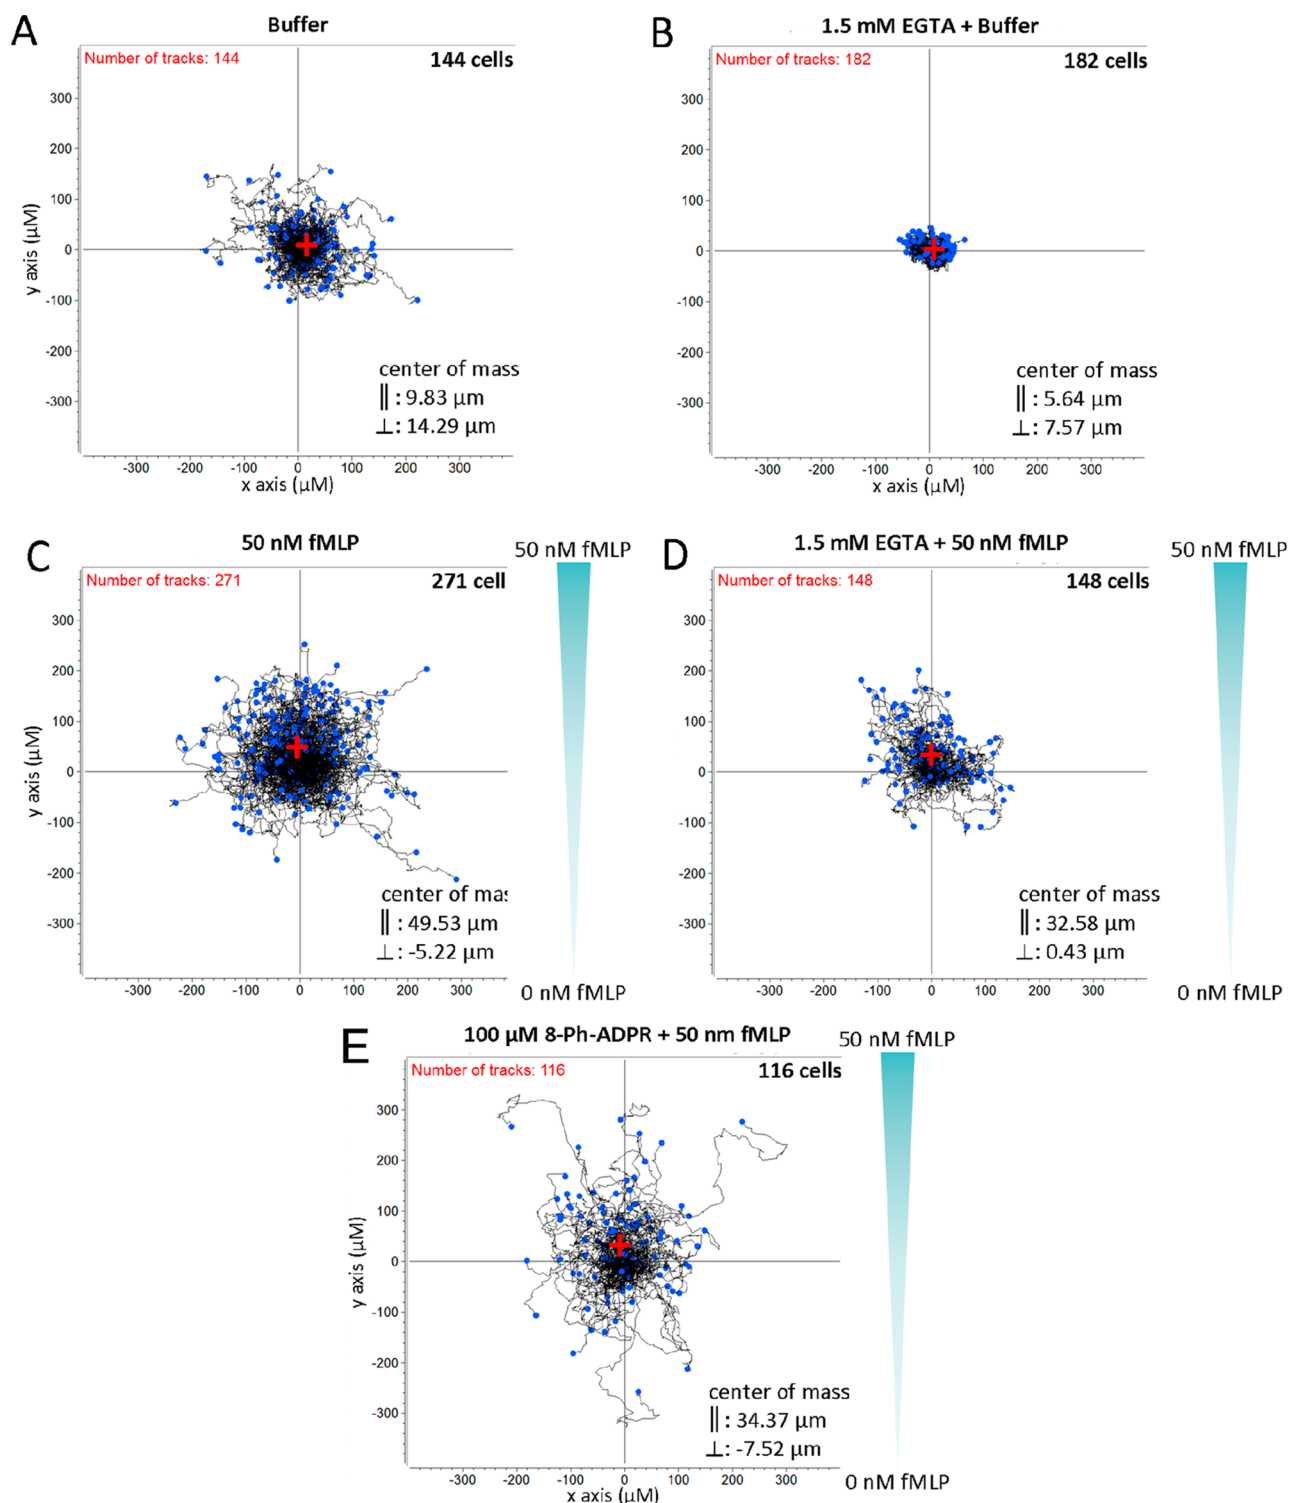 A
Buffer
Number of tracks: 144
144 cells
300
200
100
0
-100
-200
-300
y axis (μM)
center of mass
‖ : 9.83 μm
⊥: 14.29 μm
-300 -200 -100 0 100 200 300
x axis (μM)
B
1.5 mM EGTA + Buffer
Number of tracks: 182
182 cells
300
200
100
0
-100
-200
-300
center of mass
‖ : 5.64 μm
⊥: 7.57 μm
-300 -200 -100 0 100 200 300
x axis (μM)
C
50 nM fMLP
50 nM fMLP
Number of tracks: 271
271 cell
300
200
100
0
-100
-200
-300
y axis (μM)
center of mas
‖ : 49.53 μm
⊥: -5.22 μm
-300 -200 -100 0 100 200 300
0 nM fMLP
D
1.5 mM EGTA + 50 nM fMLP
50 nM fMLP
Number of tracks: 148
148 cells
300
200
100
0
-100
-200
-300
center of mass
‖ : 32.58 μm
⊥: 0.43 μm
-300 -200 -100 0 100 200 300
0 nM fMLP
E
100 μM 8-Ph-ADPR + 50 nm fMLP
50 nM fMLP
Number of tracks: 116
116 cells
300
200
100
0
-100
-200
-300
y axis (μM)
center of mass
‖ : 34.37 μm
⊥: -7.52 μm
-300 -200 -100 0 100 200 300
x axis (μM)
0 nM fMLP